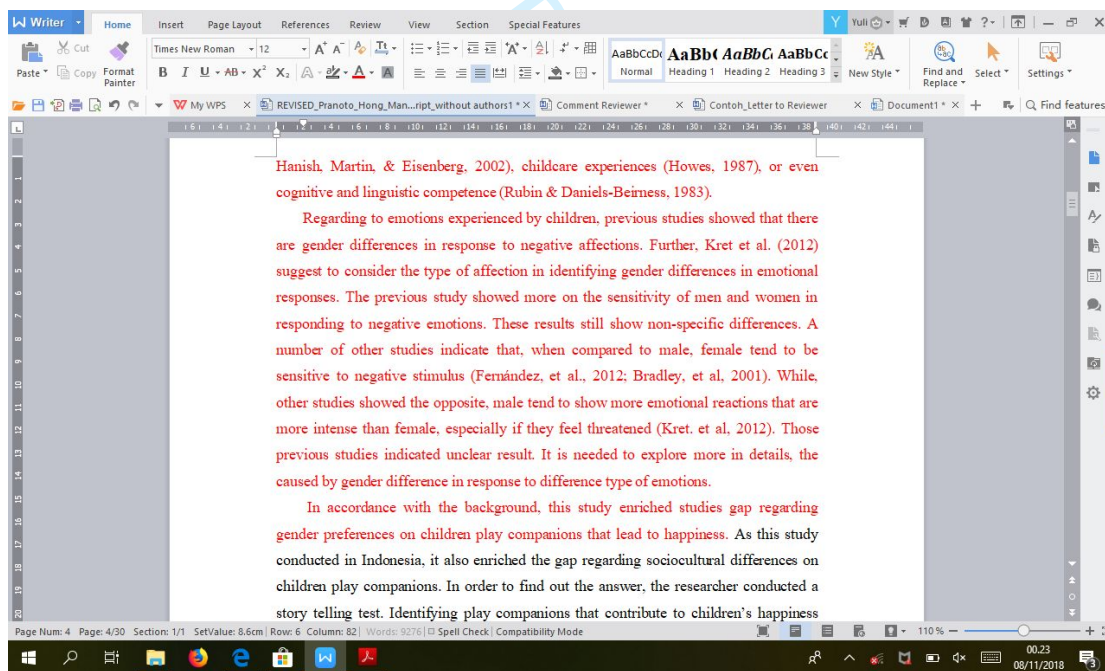 Writer Home Insert Page Layout References Review View Section Special Features Y Yuli ?
Cut Times New Roman 12 A+ A- AaBbCcDc AaBb( AaBbC AaBbCc
Paste Copy Format Painter B I U AB X² X₂ A A A Normal Heading 1 Heading 2 Heading 3 New Style Find and Replace Select Settings
W My WPS × REVISED_Pranoto_Hong_Man...ript_without authors1 * × Comment Reviewer * × Contoh_Letter to Reviewer × Document1 * × + Find features
Hanish, Martin, & Eisenberg, 2002), childcare experiences (Howes, 1987), or even
cognitive and linguistic competence (Rubin & Daniels-Beirness, 1983).
Regarding to emotions experienced by children, previous studies showed that there
are gender differences in response to negative affections. Further, Kret et al. (2012)
suggest to consider the type of affection in identifying gender differences in emotional
responses. The previous study showed more on the sensitivity of men and women in
responding to negative emotions. These results still show non-specific differences. A
number of other studies indicate that, when compared to male, female tend to be
sensitive to negative stimulus (Fernández, et al., 2012; Bradley, et al, 2001). While,
other studies showed the opposite, male tend to show more emotional reactions that are
more intense than female, especially if they feel threatened (Kret. et al, 2012). Those
previous studies indicated unclear result. It is needed to explore more in details, the
caused by gender difference in response to difference type of emotions.
In accordance with the background, this study enriched studies gap regarding
gender preferences on children play companions that lead to happiness. As this study
conducted in Indonesia, it also enriched the gap regarding sociocultural differences on
children play companions. In order to find out the answer, the researcher conducted a
story telling test. Identifying play companions that contribute to children's happiness
Page Num: 4 Page: 4/30 Section: 1/1 SetValue: 8.6cm Row: 6 Column: 82 Words: 9276 Spell Check Compatibility Mode 110 % − +
00.23
08/11/2018 3